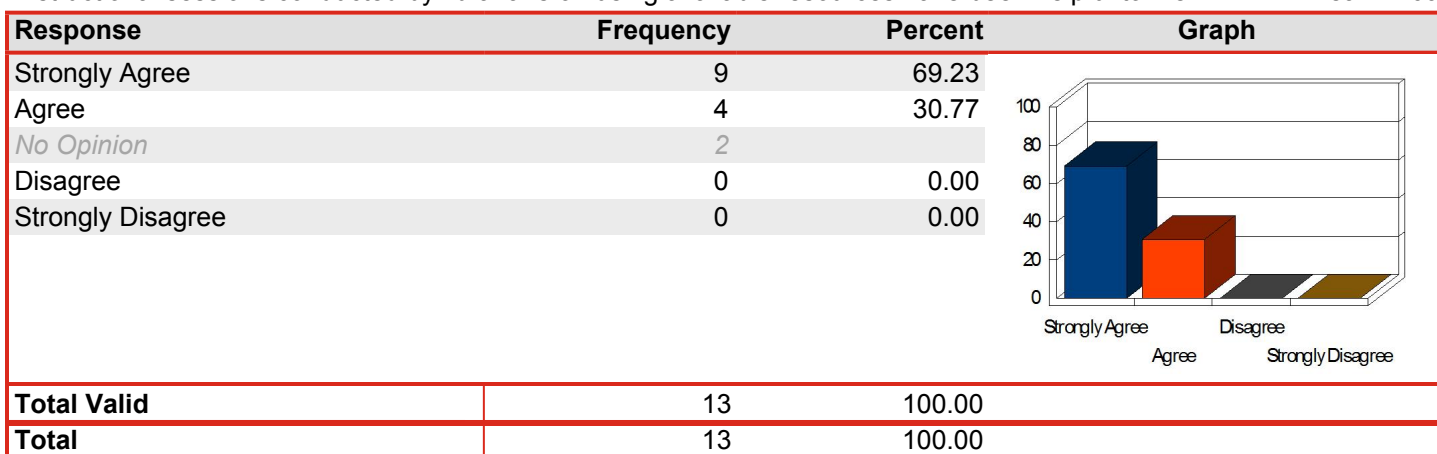 Response Frequency Percent Graph
Strongly Agree 9 69.23
Agree 4 30.77
No Opinion 2
Disagree 0 0.00
Strongly Disagree 0 0.00
100
80
60
40
20
0
Strongly Agree Disagree
Agree Strongly Disagree
Total Valid 13 100.00
Total 13 100.00